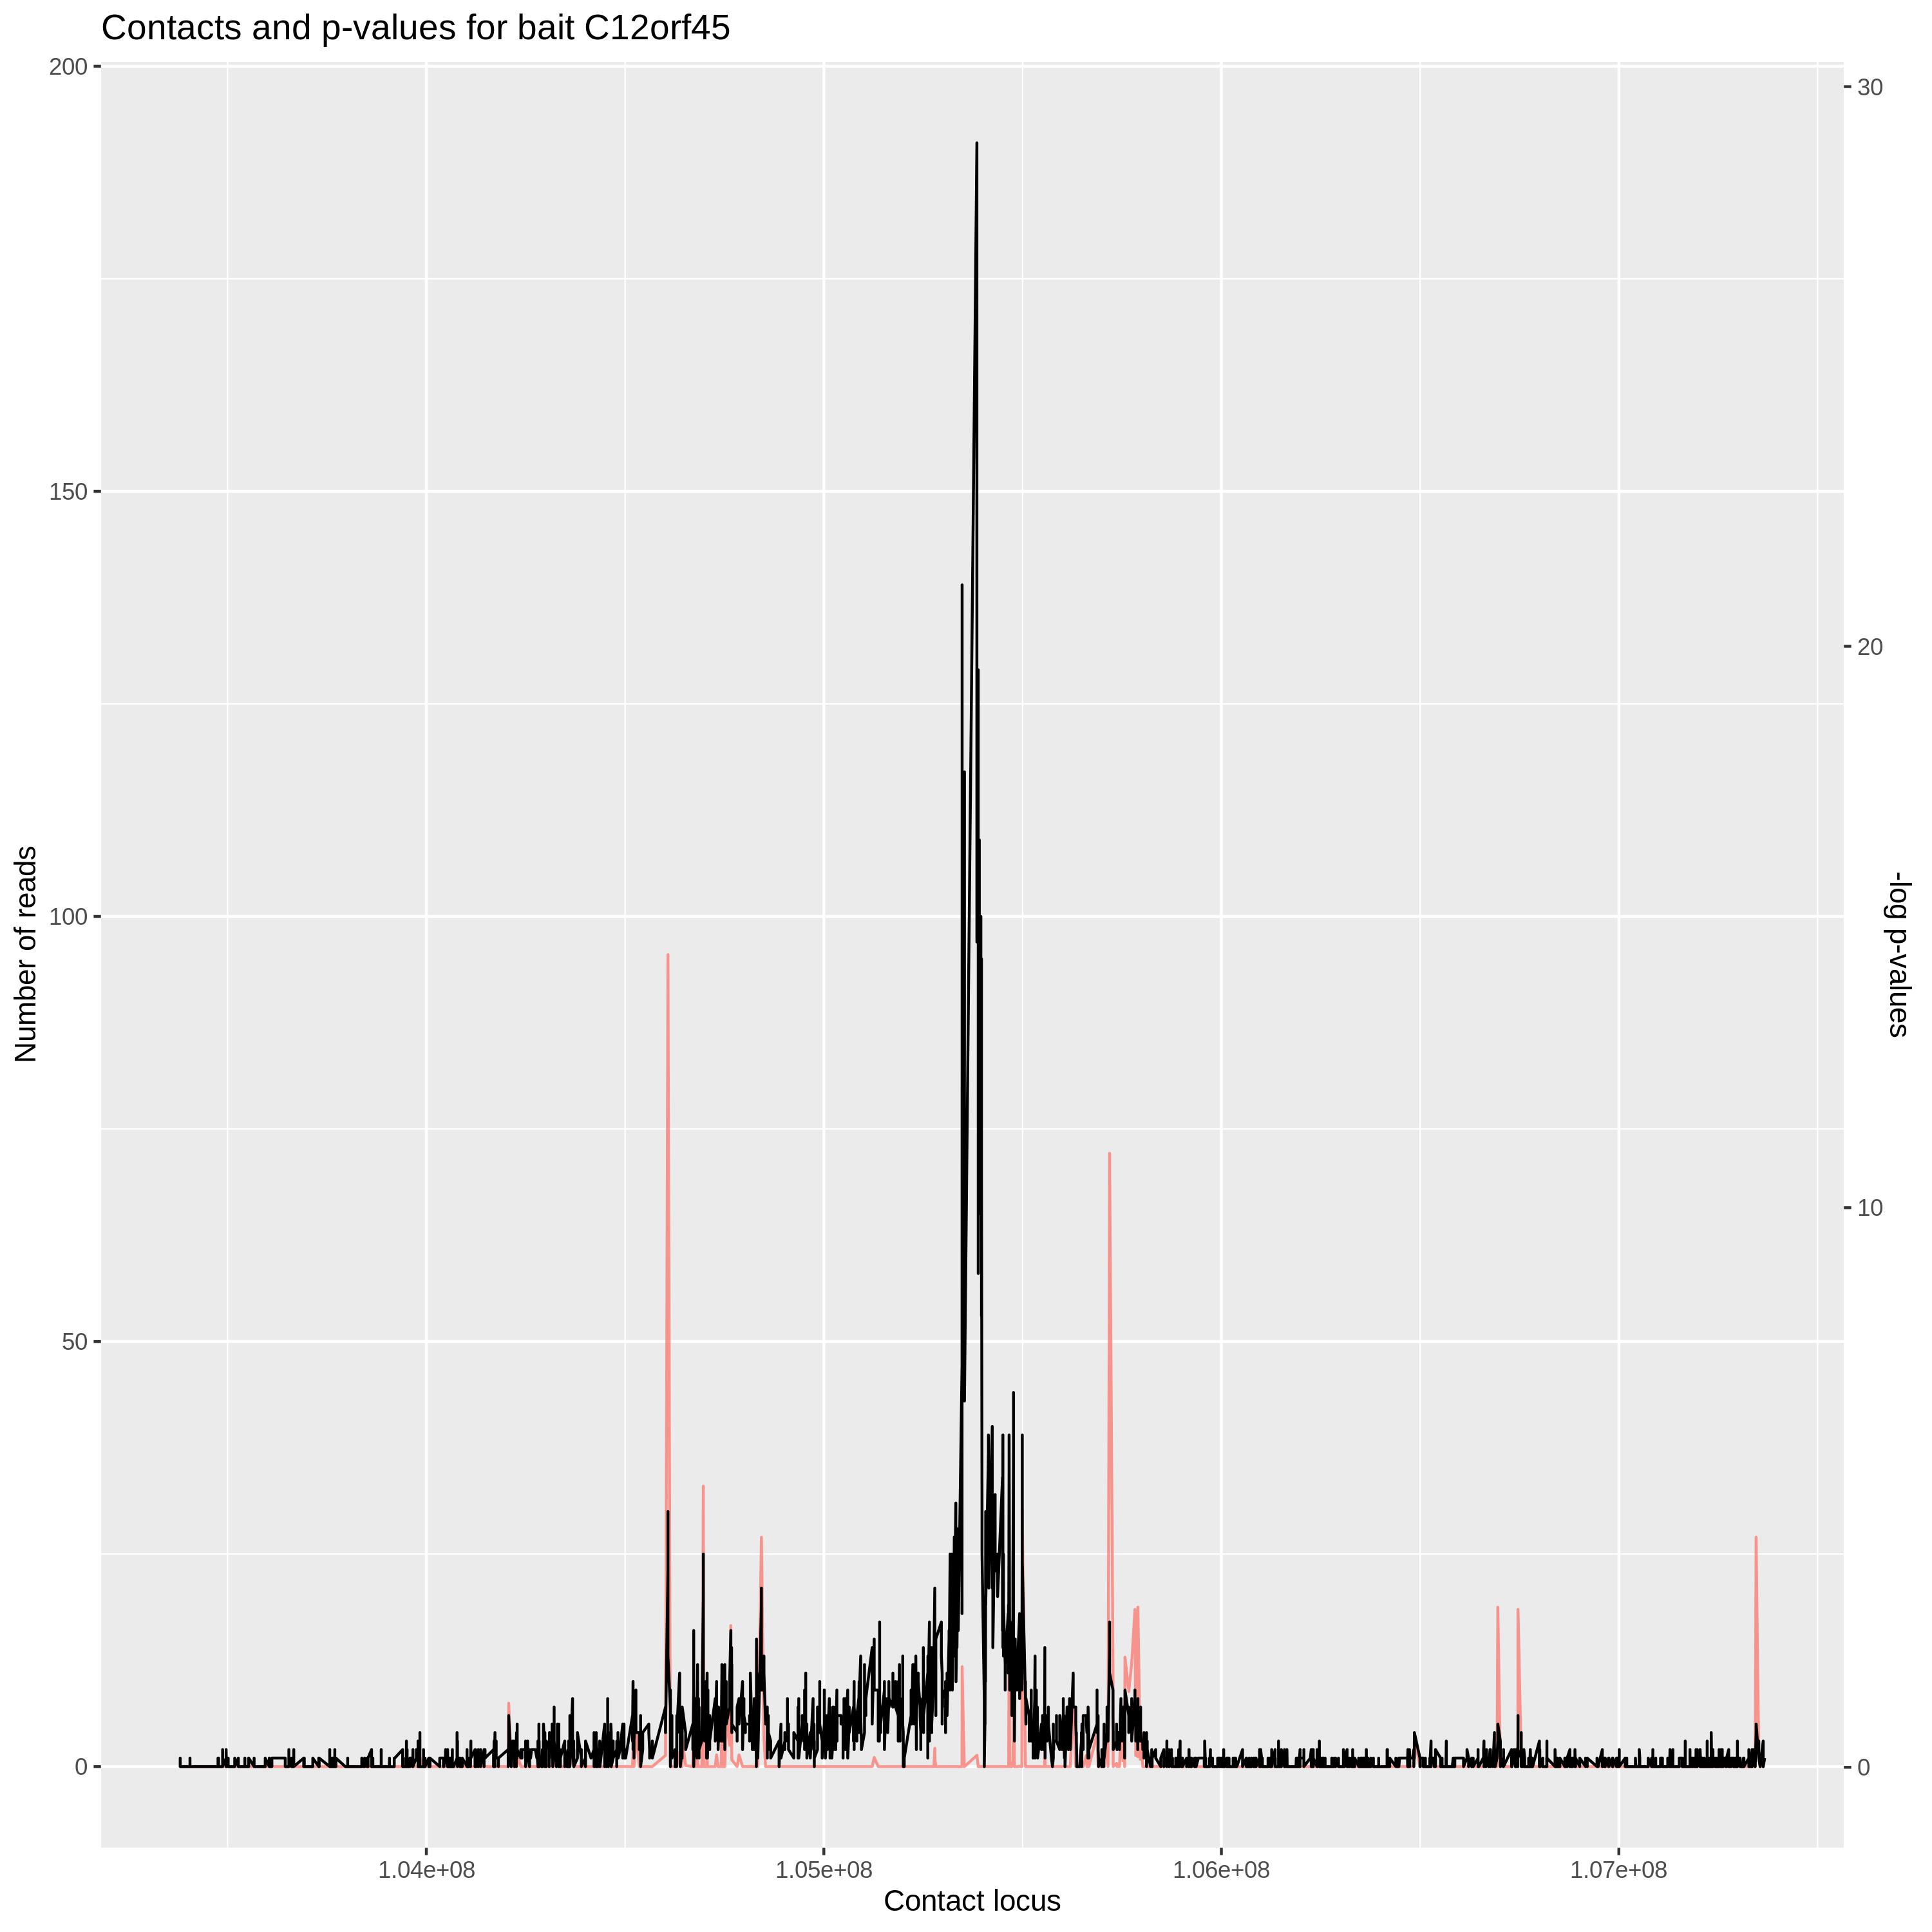 Contacts and p-values for bait C12orf45
200
150
100
50
0
Number of reads
30
20
10
0
-log p-values
1.04e+08
1.05e+08
1.06e+08
1.07e+08
Contact locus